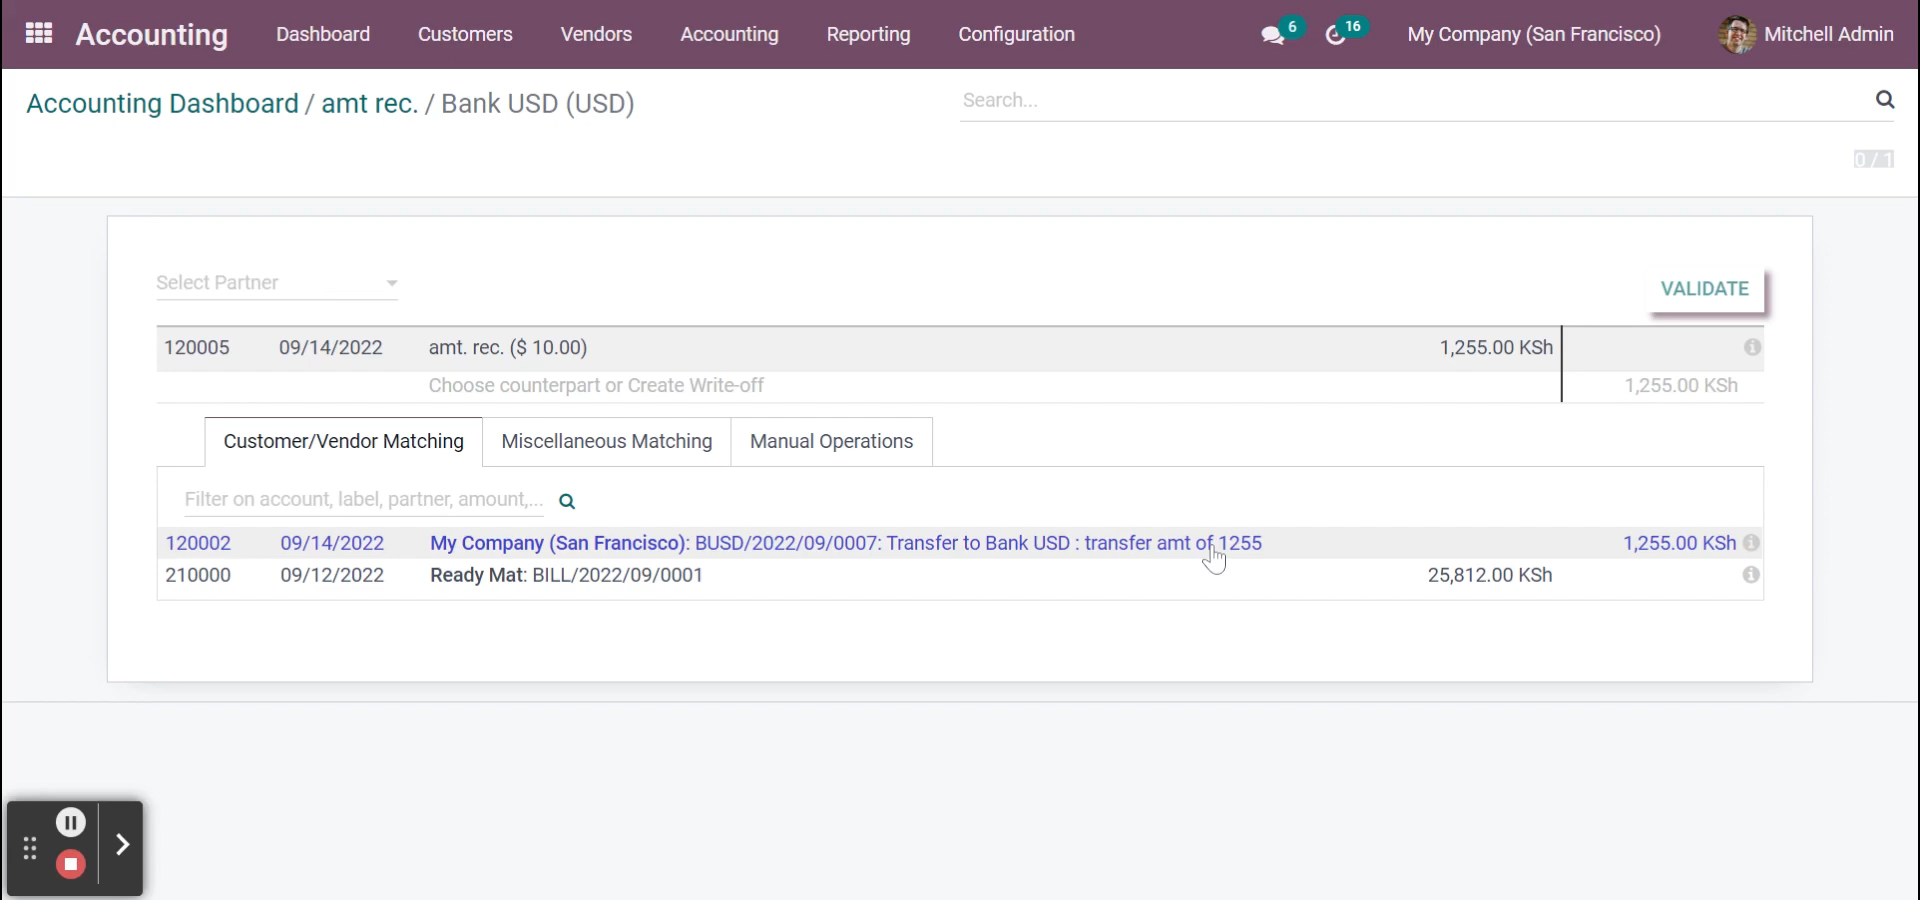 Accounting Dashboard Customers Vendors Accounting Reporting Configuration 6 16 My Company (San Francisco) Mitchell Admin
Accounting Dashboard / amt rec. / Bank USD (USD) Search...
0 / 1
Select Partner VALIDATE
120005 09/14/2022 amt. rec. ($ 10.00) 1,255.00 KSh
Choose counterpart or Create Write-off 1,255.00 KSh
Customer/Vendor Matching Miscellaneous Matching Manual Operations
Filter on account, label, partner, amount,...
120002 09/14/2022 My Company (San Francisco): BUSD/2022/09/0007: Transfer to Bank USD : transfer amt of 1255 1,255.00 KSh
210000 09/12/2022 Ready Mat: BILL/2022/09/0001 25,812.00 KSh